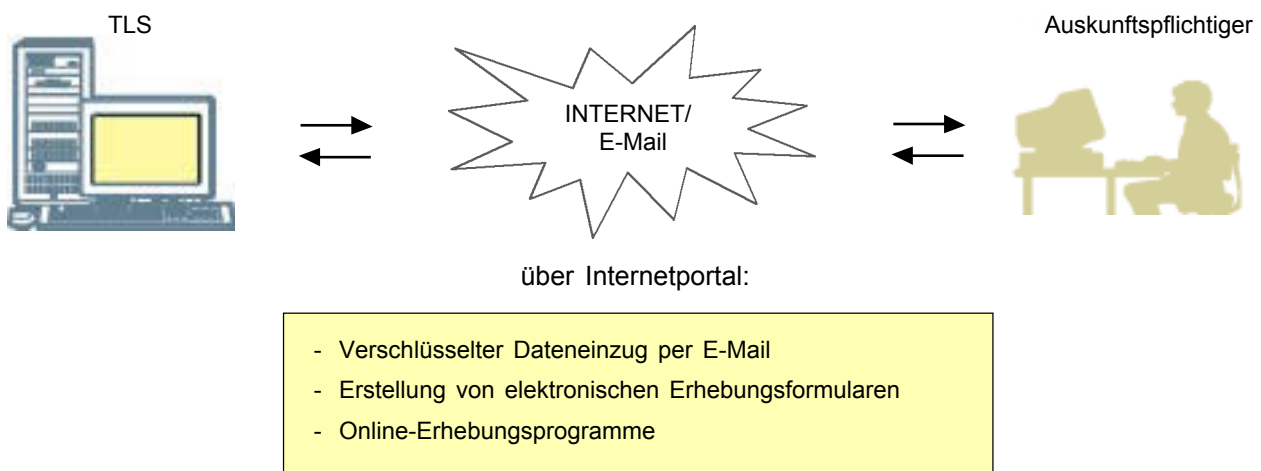 TLS
Auskunftspflichtiger
INTERNET/
E-Mail
über Internetportal:
- Verschlüsselter Dateneinzug per E-Mail
- Erstellung von elektronischen Erhebungsformularen
- Online-Erhebungsprogramme